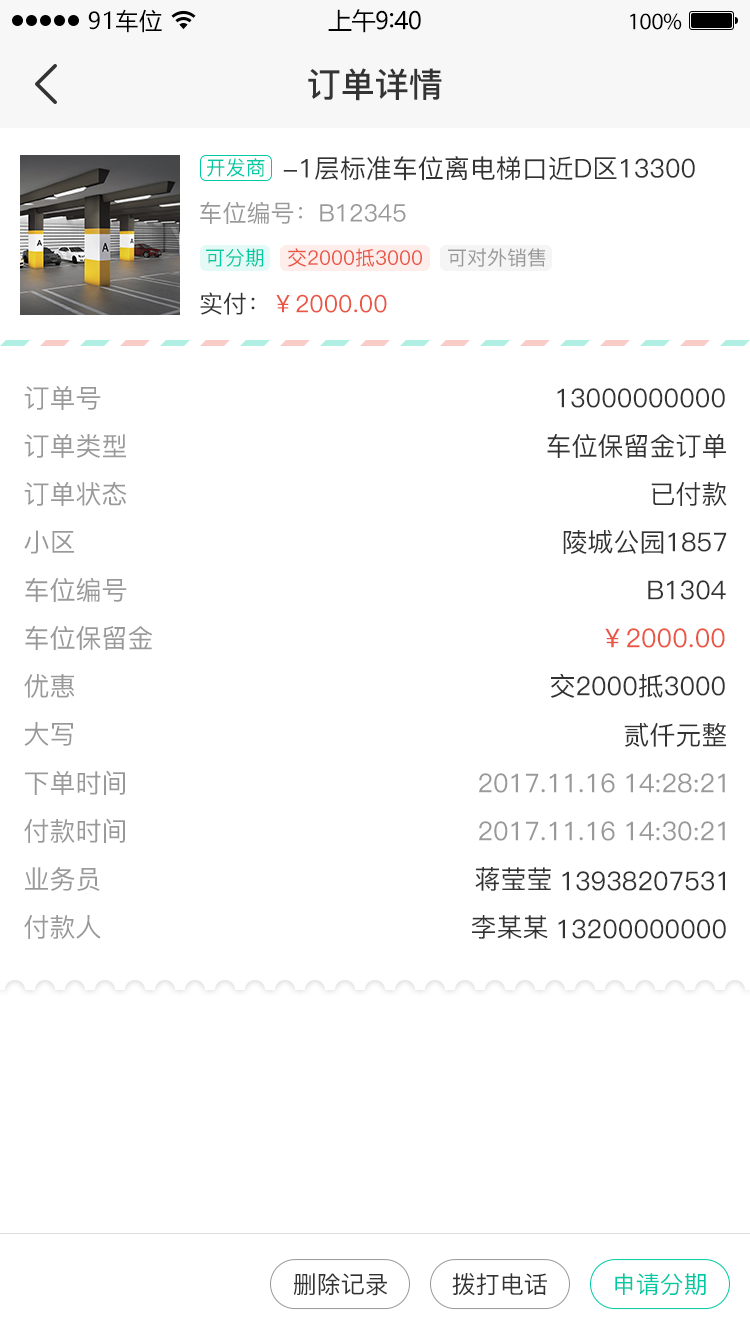 91车位 上午9:40 100%
订单详情
开发商 –1层标准车位离电梯口近D区13300
车位编号：B12345
可分期 交2000抵3000 可对外销售
实付：￥2000.00
A A A
订单号 13000000000
订单类型 车位保留金订单
订单状态 已付款
小区 陵城公园1857
车位编号 B1304
车位保留金 ￥2000.00
优惠 交2000抵3000
大写 贰仟元整
下单时间 2017.11.16 14:28:21
付款时间 2017.11.16 14:30:21
业务员 蒋莹莹 13938207531
付款人 李某某 13200000000
删除记录 拨打电话 申请分期